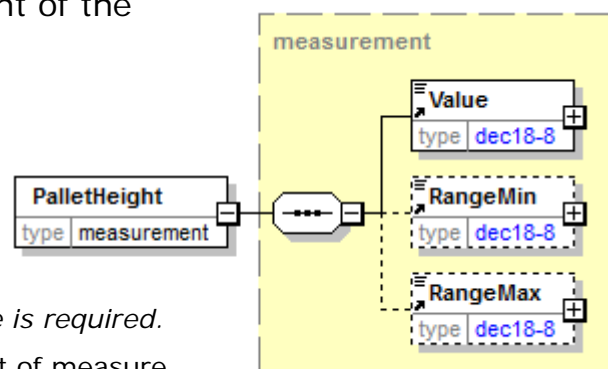 nt of the
measurement
Value
type dec18-8
PalletHeight
type measurement
RangeMin
type dec18-8
RangeMax
type dec18-8
e is required.
t of measure